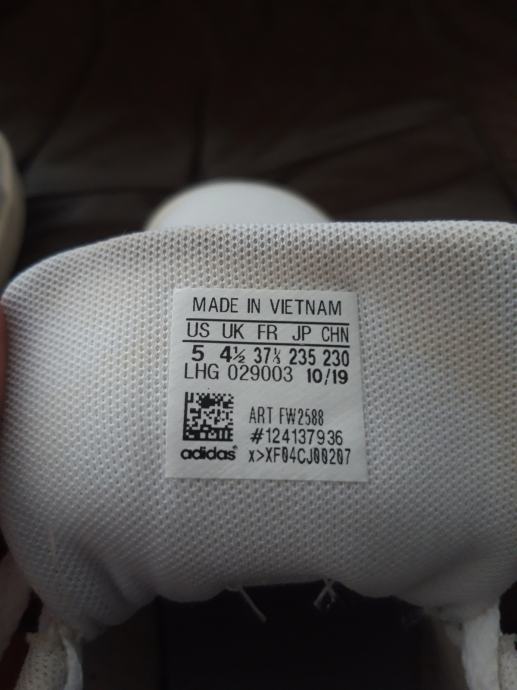 MADE IN VIETNAM
US UK FR JP CHN
5 4½ 37⅓ 235 230
LHG 029003 10/19
ART FW2588
#124137936
adidas® x>XF04CJ00207